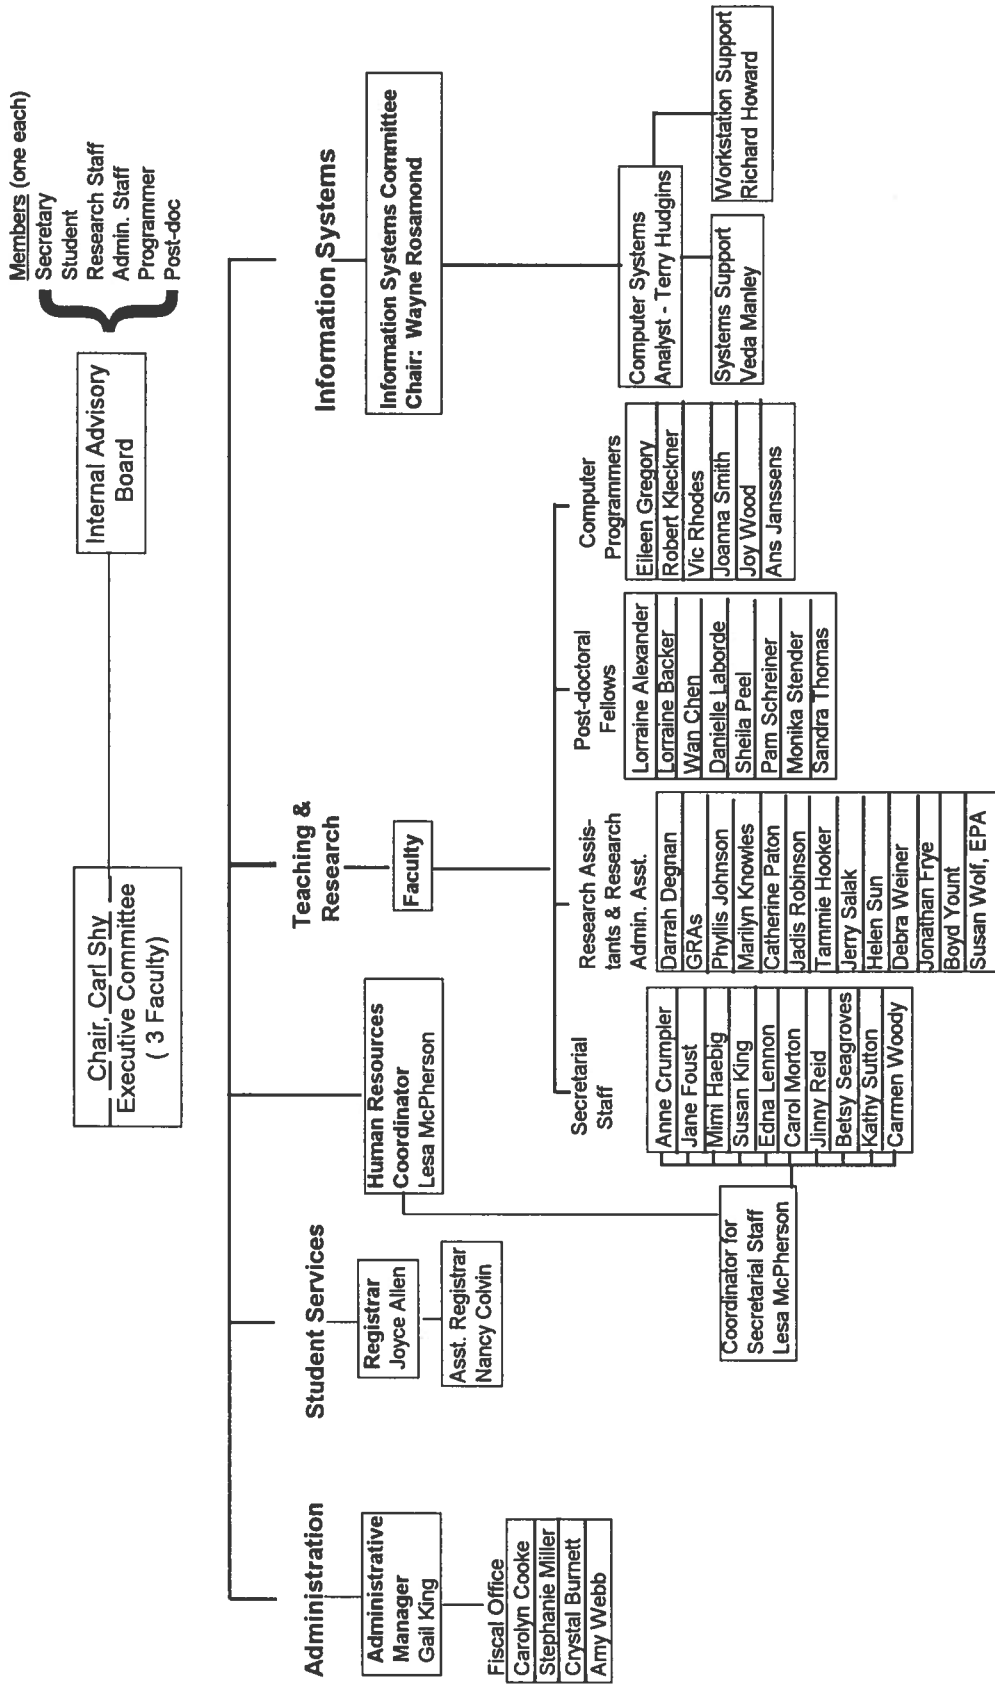 Members (one each)
Secretary
Student
Research Staff
Admin. Staff
Programmer
Post-doc
Internal Advisory
Board
Chair, Carl Shy
Executive Committee
( 3 Faculty)
Administration
Administrative
Manager
Gail King
Fiscal Office
Carolyn Cooke
Stephanie Miller
Crystal Burnett
Amy Webb
Student Services
Registrar
Joyce Allen
Asst. Registrar
Nancy Colvin
Human Resources
Coordinator
Lesa McPherson
Coordinator for
Secretarial Staff
Lesa McPherson
Teaching &
Research
Faculty
Secretarial
Staff
Anne Crumpler
Jane Foust
Mimi Haebig
Susan King
Edna Lennon
Carol Morton
Jinny Reid
Betsy Seagroves
Kathy Sutton
Carmen Woody
Research Assis-
tants & Research
Admin. Asst.
Darrah Degnan
GRAs
Phyllis Johnson
Marilyn Knowles
Catherine Paton
Jadis Robinson
Tammie Hooker
Jerry Salak
Helen Sun
Debra Weiner
Jonathan Frye
Boyd Yount
Susan Wolf, EPA
Post-doctoral
Fellows
Lorraine Alexander
Lorraine Backer
Wan Chen
Danielle Laborde
Sheila Peel
Pam Schreiner
Monika Stender
Sandra Thomas
Computer
Programmers
Eileen Gregory
Robert Kleckner
Vic Rhodes
Joanna Smith
Joy Wood
Ans Janssens
Information Systems
Information Systems Committee
Chair: Wayne Rosamond
Computer Systems
Analyst - Terry Hudgins
Systems Support
Veda Manley
Workstation Support
Richard Howard